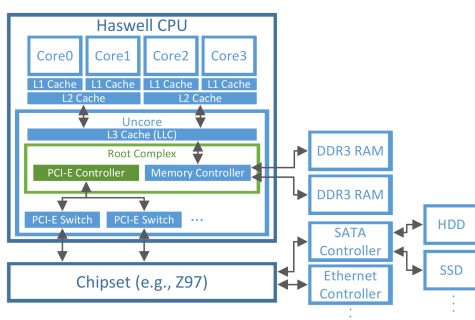 Haswell CPU
Core0 Core1 Core2 Core3
L1 Cache L1 Cache L1 Cache L1 Cache
L2 Cache L2 Cache
Uncore
L3 Cache (LLC)
Root Complex
PCI-E Controller Memory Controller
PCI-E Switch PCI-E Switch ...
DDR3 RAM
DDR3 RAM
SATA
Controller
HDD
SSD
Chipset (e.g., Z97)
Ethernet
Controller